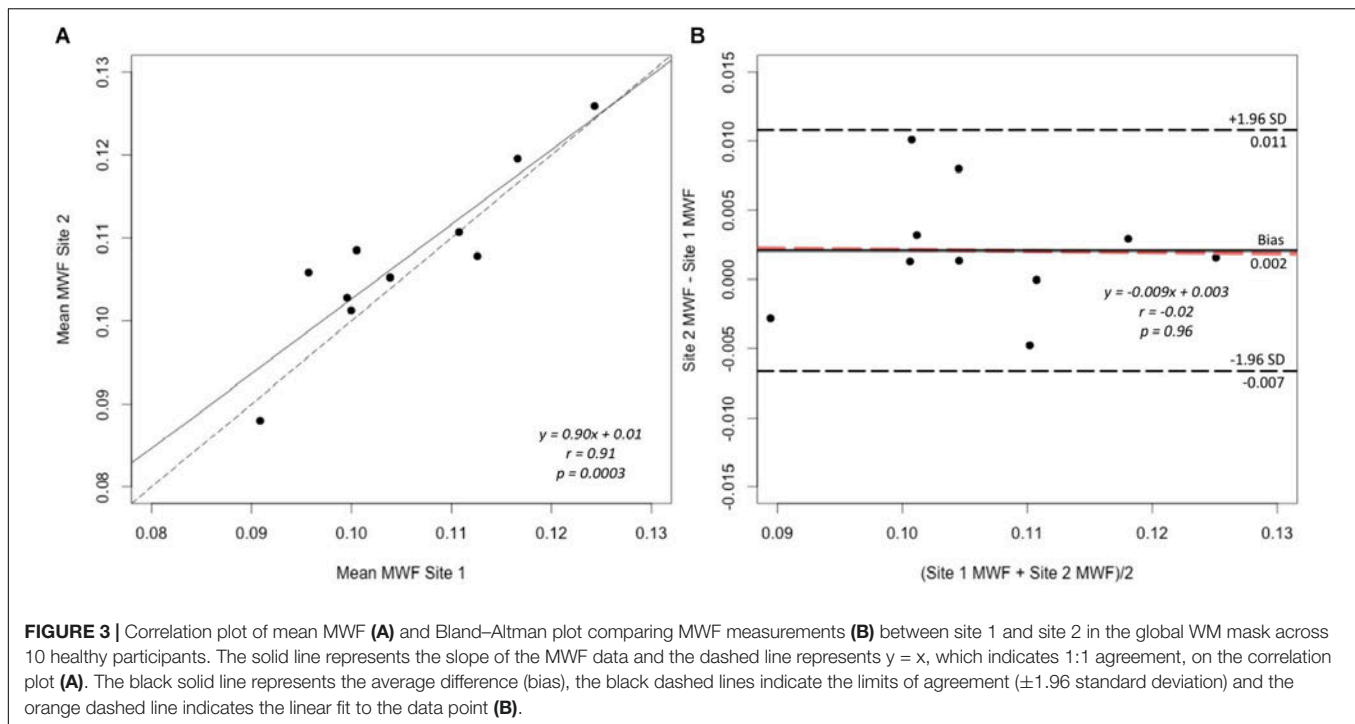 A
Mean MWF Site 2
0.13
0.12
0.11
0.10
0.09
0.08
y = 0.90x + 0.01
r = 0.91
p = 0.0003
0.08 0.09 0.10 0.11 0.12 0.13
Mean MWF Site 1
B
Site 2 MWF - Site 1 MWF
0.015
0.010
0.005
0.000
-0.005
-0.010
-0.015
+1.96 SD
0.011
Bias
0.002
y = -0.009x + 0.003
r = -0.02
p = 0.96
-1.96 SD
-0.007
0.09 0.10 0.11 0.12 0.13
(Site 1 MWF + Site 2 MWF)/2
FIGURE 3 | Correlation plot of mean MWF (A) and Bland–Altman plot comparing MWF measurements (B) between site 1 and site 2 in the global WM mask across
10 healthy participants. The solid line represents the slope of the MWF data and the dashed line represents y = x, which indicates 1:1 agreement, on the correlation
plot (A). The black solid line represents the average difference (bias), the black dashed lines indicate the limits of agreement (±1.96 standard deviation) and the
orange dashed line indicates the linear fit to the data point (B).